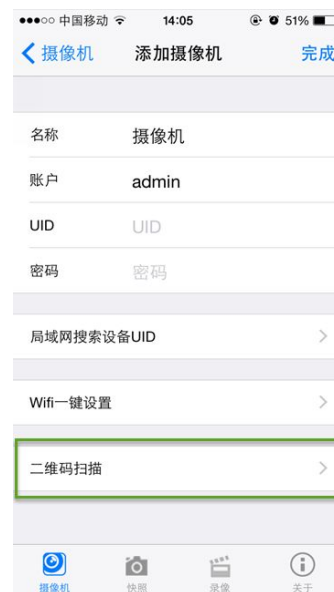 中国移动 14:05 51%
摄像机 添加摄像机 完成
名称 摄像机
账户 admin
UID UID
密码 密码
局域网搜索设备UID
Wifi一键设置
二维码扫描
摄像机 快照 录像 关于